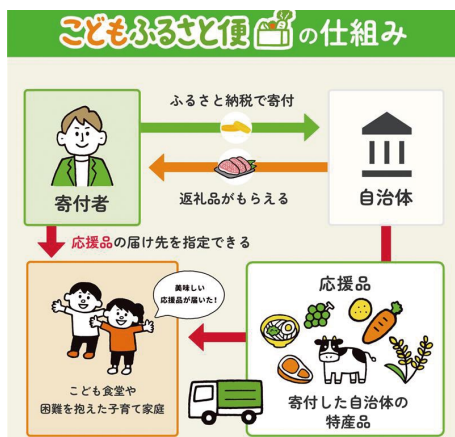 こどもふるさと便の仕組み
ふるさと納税で寄付
寄付者
返礼品がもらえる
自治体
応援品の届け先を指定できる
美味しい
応援品が届いた!
応援品
こども食堂や
困難を抱えた子育て家庭
寄付した自治体の
特産品